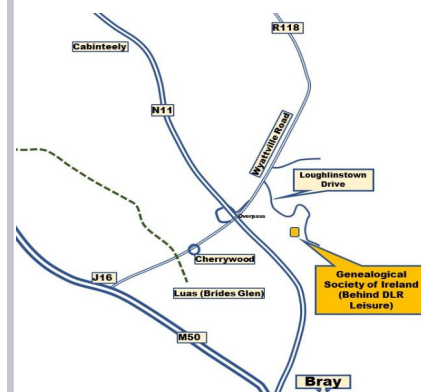 R118
Cabinteely
N11
Wyattville Road
Loughlinstown
Drive
Overpass
Cherrywood
Genealogical
Society of Ireland
(Behind DLR
Leisure)
J16
Luas (Brides Glen)
M50
Bray